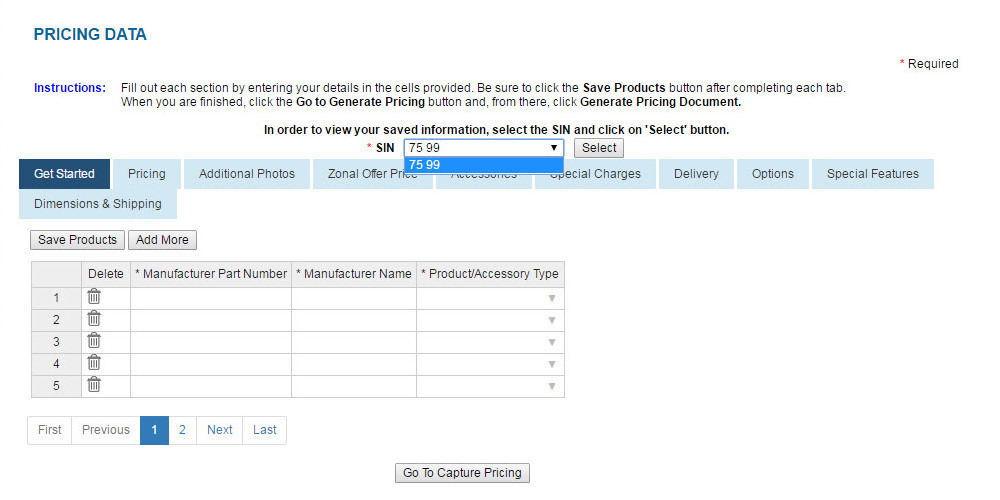 PRICING DATA
* Required
Instructions: Fill out each section by entering your details in the cells provided. Be sure to click the Save Products button after completing each tab.
When you are finished, click the Go to Generate Pricing button and, from there, click Generate Pricing Document.
In order to view your saved information, select the SIN and click on 'Select' button.
* SIN 75 99 Select
75 99
Get Started Pricing Additional Photos Zonal Offer Price Accessories Special Charges Delivery Options Special Features
Dimensions & Shipping
Save Products Add More
Delete * Manufacturer Part Number * Manufacturer Name * Product/Accessory Type
1
2
3
4
5
First Previous 1 2 Next Last
Go To Capture Pricing